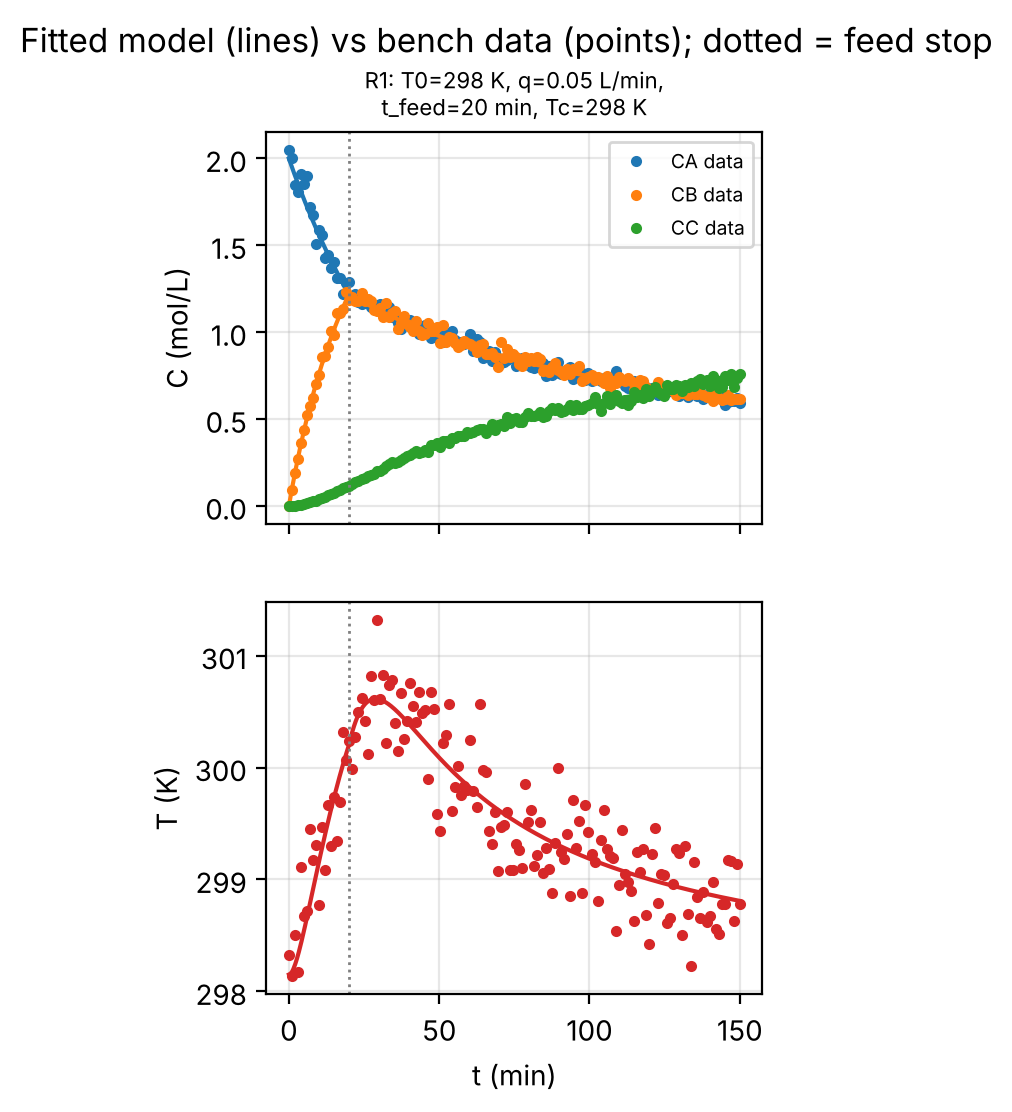 Fitted model (lines) vs bench data (points); dotted = feed stop
R1: T0=298 K, q=0.05 L/min,
t_feed=20 min, Tc=298 K
C (mol/L)
2.0
1.5
1.0
0.5
0.0
CA data
CB data
CC data
T (K)
301
300
299
298
0 50 100 150
t (min)